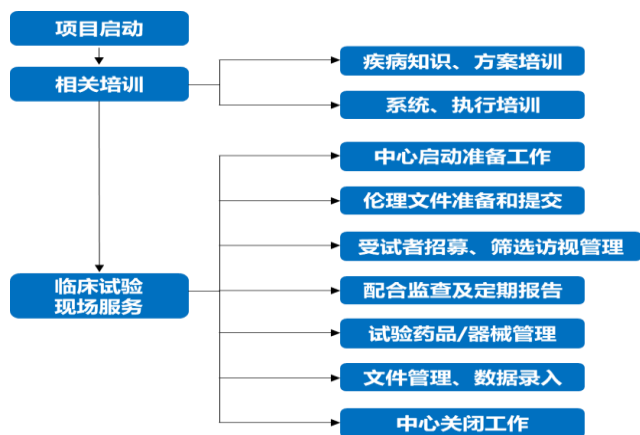 项目启动
相关培训
疾病知识、方案培训
系统、执行培训
临床试验
现场服务
中心启动准备工作
伦理文件准备和提交
受试者招募、筛选访视管理
配合监查及定期报告
试验药品/器械管理
文件管理、数据录入
中心关闭工作